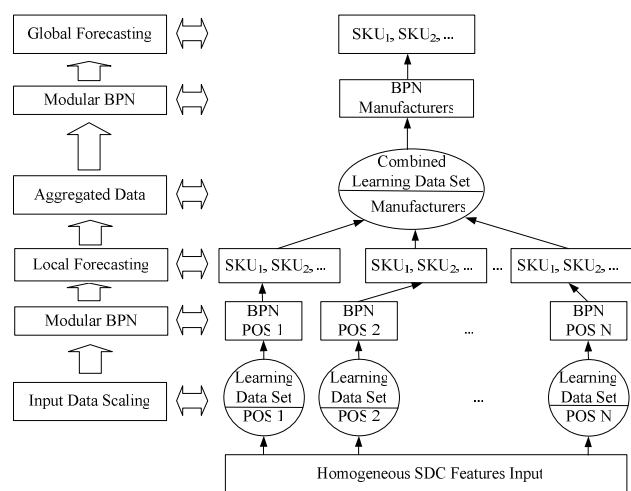 Global Forecasting
SKU₁, SKU₂, ...
Modular BPN
BPN
Manufacturers
Aggregated Data
Combined
Learning Data Set
Manufacturers
Local Forecasting
SKU₁, SKU₂, ...
SKU₁, SKU₂, ...
...
SKU₁, SKU₂, ...
Modular BPN
BPN
POS 1
BPN
POS 2
...
BPN
POS N
Input Data Scaling
Learning
Data Set
POS 1
Learning
Data Set
POS 2
...
Learning
Data Set
POS N
Homogeneous SDC Features Input